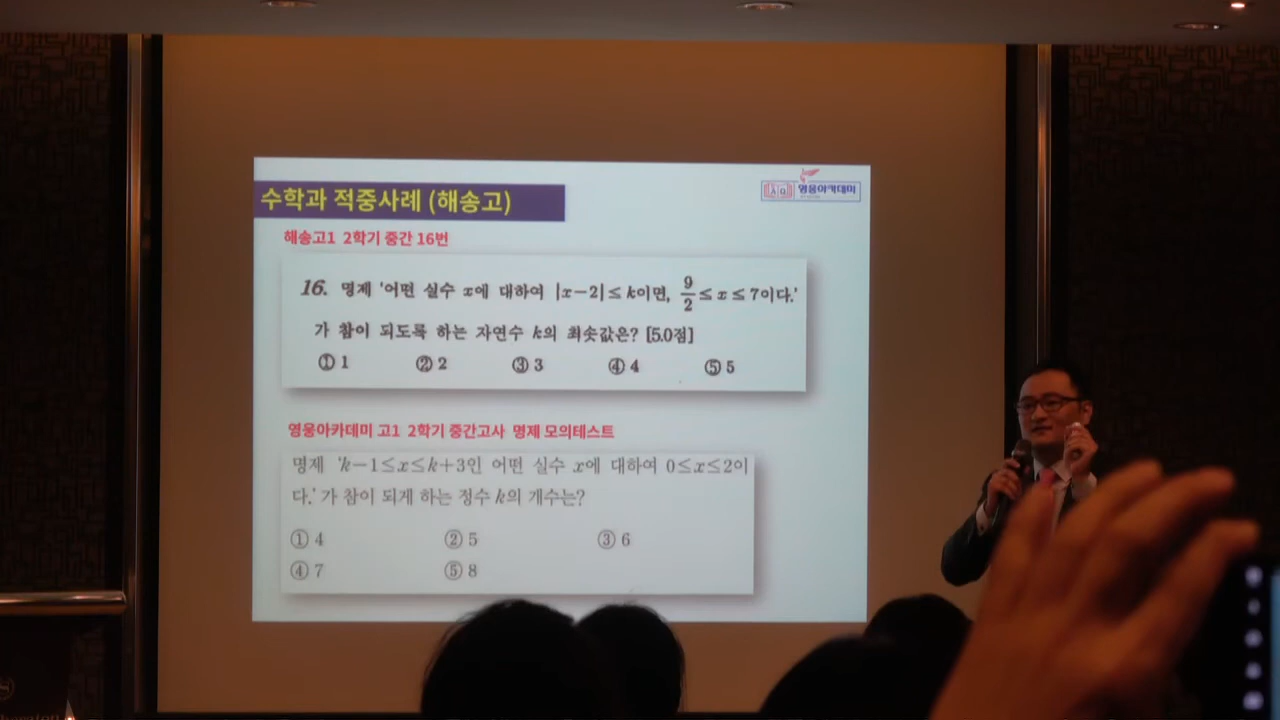 수학과 적중사례 (해송고)
영웅아카데미
해송고1 2학기 중간 16번
16. 명제 '어떤 실수 x에 대하여 |x-2|≤k이면, 9/2≤x≤7이다.'
가 참이 되도록 하는 자연수 k의 최솟값은? [5.0점]
① 1 ② 2 ③ 3 ④ 4 ⑤ 5
영웅아카데미 고1 2학기 중간고사 명제 모의테스트
명제 'k-1≤x≤k+3인 어떤 실수 x에 대하여 0≤x≤2이
다.'가 참이 되게 하는 정수 k의 개수는?
① 4 ② 5 ③ 6
④ 7 ⑤ 8